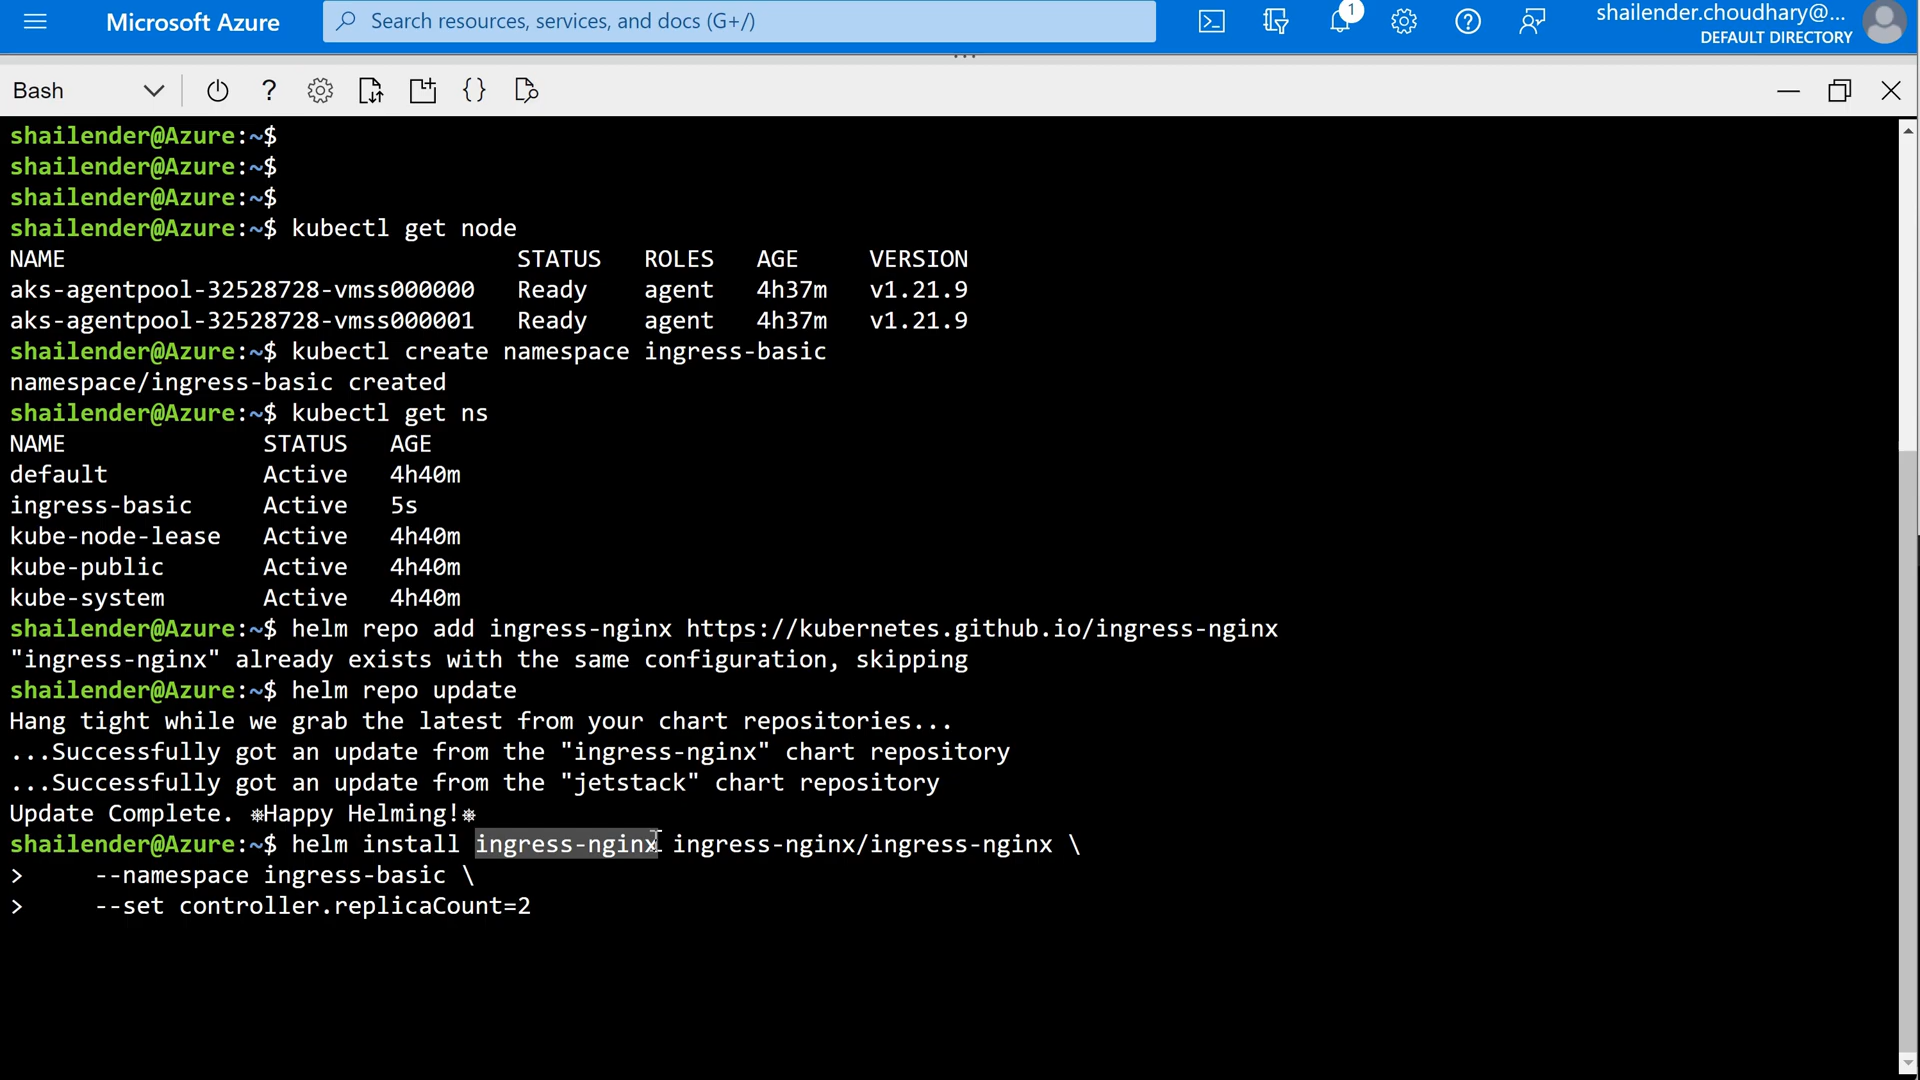 Microsoft Azure
Search resources, services, and docs (G+/)
1
shailender.choudhary@...
DEFAULT DIRECTORY
Bash
shailender@Azure:~$
shailender@Azure:~$
shailender@Azure:~$
shailender@Azure:~$ kubectl get node
NAME STATUS ROLES AGE VERSION
aks-agentpool-32528728-vmss000000 Ready agent 4h37m v1.21.9
aks-agentpool-32528728-vmss000001 Ready agent 4h37m v1.21.9
shailender@Azure:~$ kubectl create namespace ingress-basic
namespace/ingress-basic created
shailender@Azure:~$ kubectl get ns
NAME STATUS AGE
default Active 4h40m
ingress-basic Active 5s
kube-node-lease Active 4h40m
kube-public Active 4h40m
kube-system Active 4h40m
shailender@Azure:~$ helm repo add ingress-nginx https://kubernetes.github.io/ingress-nginx
"ingress-nginx" already exists with the same configuration, skipping
shailender@Azure:~$ helm repo update
Hang tight while we grab the latest from your chart repositories...
...Successfully got an update from the "ingress-nginx" chart repository
...Successfully got an update from the "jetstack" chart repository
Update Complete. ⎈Happy Helming!⎈
shailender@Azure:~$ helm install ingress-nginx ingress-nginx/ingress-nginx \
> --namespace ingress-basic \
> --set controller.replicaCount=2